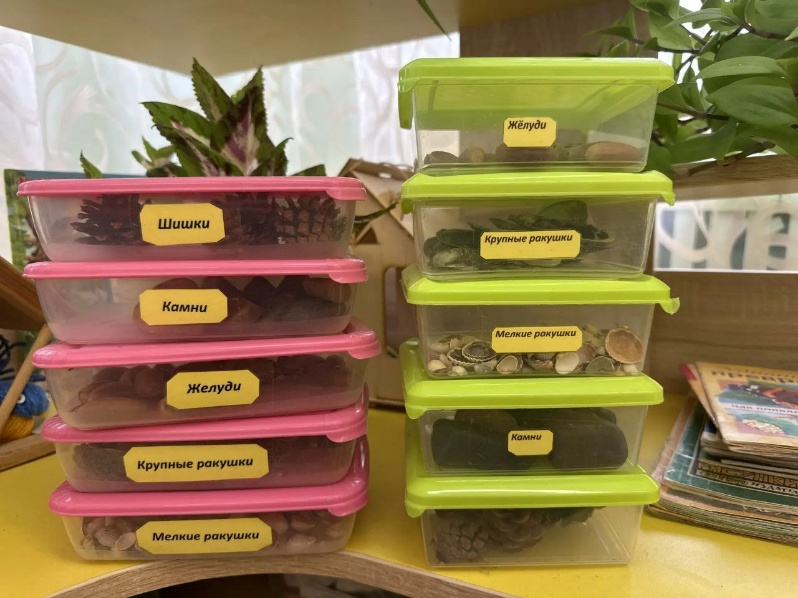 Шишки
Камни
Желуди
Крупные ракушки
Мелкие ракушки
Жёлуди
Крупные ракушки
Мелкие ракушки
Камни